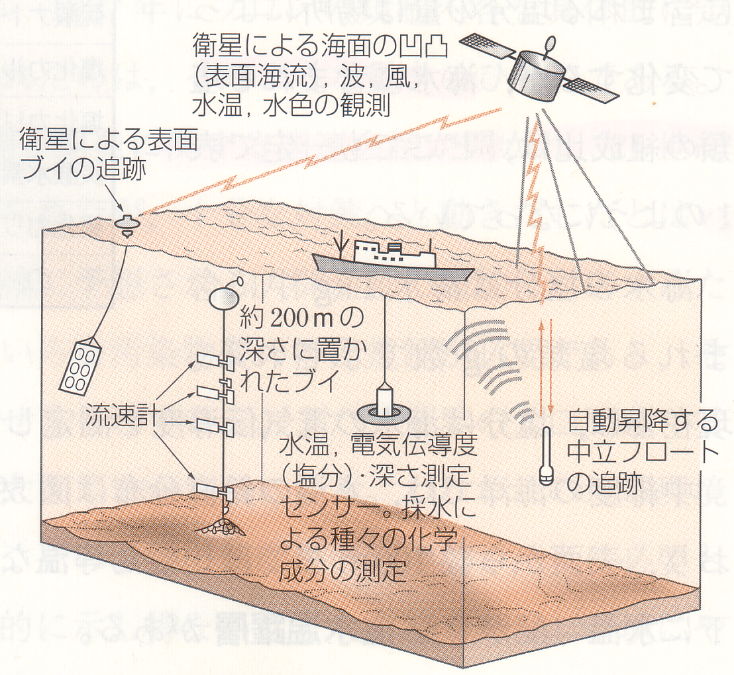 衛星による海面の凹凸
(表面海流), 波, 風,
水温, 水色の観測
衛星による表面
ブイの追跡
約200mの
深さに置か
れたブイ
流速計
水温, 電気伝導度
(塩分)・深さ測定
センサー。採水に
よる種々の化学
成分の測定
自動昇降する
中立フロート
の追跡